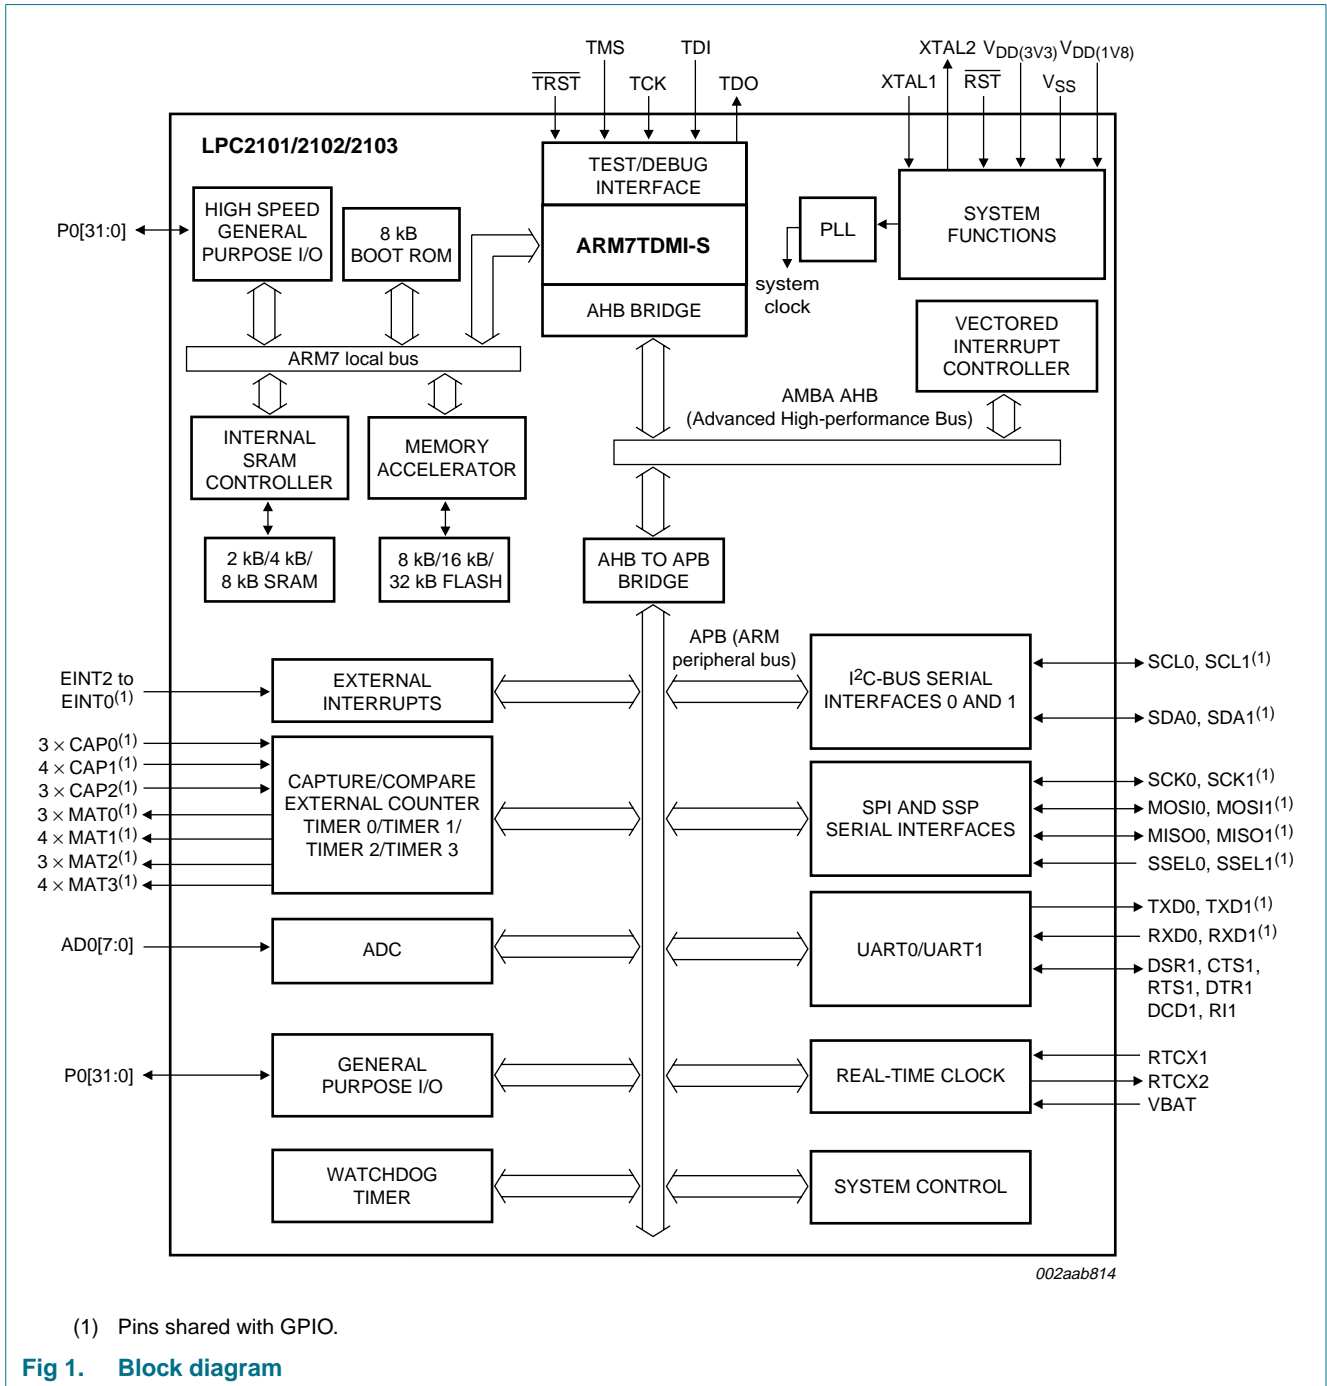 TMS TDI XTAL2 VDD(3V3) VDD(1V8)
TRST TCK TDO XTAL1 RST VSS
LPC2101/2102/2103
TEST/DEBUG
INTERFACE
HIGH SPEED
GENERAL
PURPOSE I/O
P0[31:0]
8 kB
BOOT ROM
ARM7TDMI-S
AHB BRIDGE
PLL
SYSTEM
FUNCTIONS
system
clock
VECTORED
INTERRUPT
CONTROLLER
ARM7 local bus
AMBA AHB
(Advanced High-performance Bus)
INTERNAL
SRAM
CONTROLLER
MEMORY
ACCELERATOR
2 kB/4 kB/
8 kB SRAM
8 kB/16 kB/
32 kB FLASH
AHB TO APB
BRIDGE
APB (ARM
peripheral bus)
EINT2 to
EINT0(1)
EXTERNAL
INTERRUPTS
I2C-BUS SERIAL
INTERFACES 0 AND 1
SCL0, SCL1(1)
SDA0, SDA1(1)
3 × CAP0(1)
4 × CAP1(1)
3 × CAP2(1)
3 × MAT0(1)
4 × MAT1(1)
3 × MAT2(1)
4 × MAT3(1)
CAPTURE/COMPARE
EXTERNAL COUNTER
TIMER 0/TIMER 1/
TIMER 2/TIMER 3
SPI AND SSP
SERIAL INTERFACES
SCK0, SCK1(1)
MOSI0, MOSI1(1)
MISO0, MISO1(1)
SSEL0, SSEL1(1)
AD0[7:0]
ADC
UART0/UART1
TXD0, TXD1(1)
RXD0, RXD1(1)
DSR1, CTS1,
RTS1, DTR1
DCD1, RI1
P0[31:0]
GENERAL
PURPOSE I/O
REAL-TIME CLOCK
RTCX1
RTCX2
VBAT
WATCHDOG
TIMER
SYSTEM CONTROL
002aab814
(1) Pins shared with GPIO.
Fig 1. Block diagram